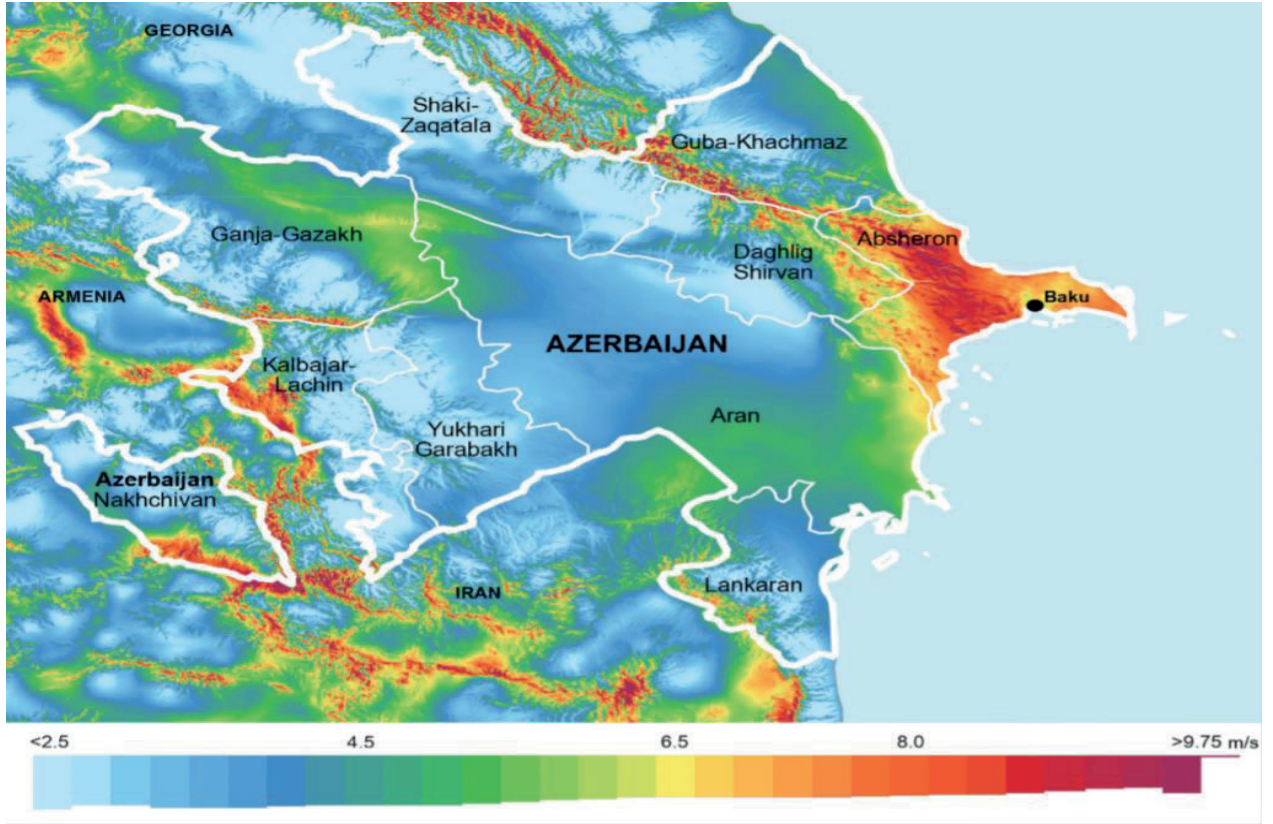 GEORGIA
Shaki-
Zaqatala
Guba-Khachmaz
Ganja-Gazakh
Absheron
Daghlig
Shirvan
ARMENIA
Baku
AZERBAIJAN
Kalbajar-
Lachin
Aran
Yukhari
Garabakh
Azerbaijan
Nakhchivan
Lankaran
IRAN
<2.5 4.5 6.5 8.0 >9.75 m/s